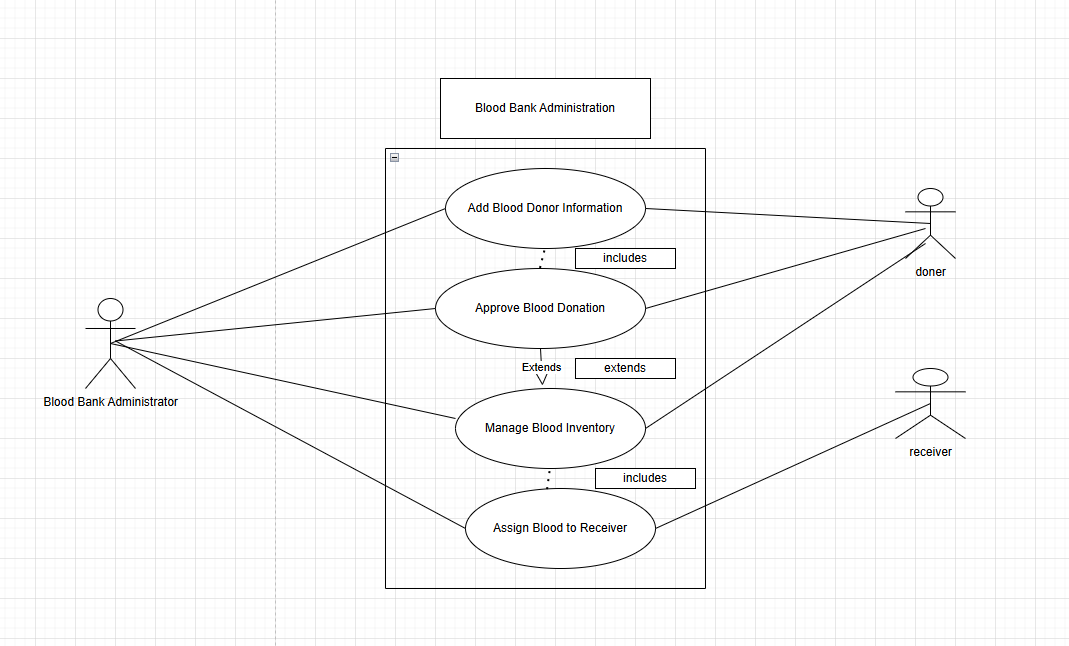 Blood Bank Administration
Add Blood Donor Information
includes
doner
Approve Blood Donation
Extends
extends
Blood Bank Administrator
Manage Blood Inventory
receiver
includes
Assign Blood to Receiver